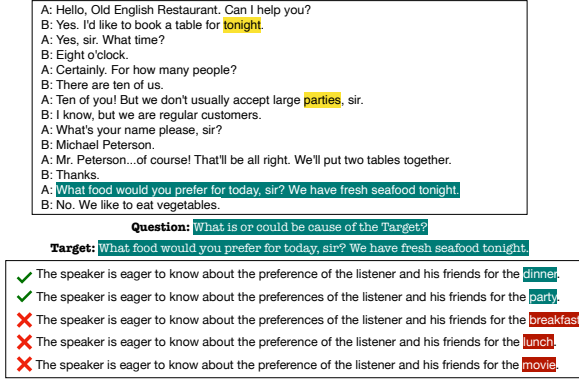 A: Hello, Old English Restaurant. Can I help you?
B: Yes. I'd like to book a table for tonight.
A: Yes, sir. What time?
B: Eight o'clock.
A: Certainly. For how many people?
B: There are ten of us.
A: Ten of you! But we don't usually accept large parties, sir.
B: I know, but we are regular customers.
A: What's your name please, sir?
B: Michael Peterson.
A: Mr. Peterson...of course! That'll be all right. We'll put two tables together.
B: Thanks.
A: What food would you prefer for today, sir? We have fresh seafood tonight.
B: No. We like to eat vegetables.
Question: What is or could be cause of the Target?
Target: What food would you prefer for today, sir? We have fresh seafood tonight.
The speaker is eager to know about the preference of the listener and his friends for the dinner.
The speaker is eager to know about the preferences of the listener and his friends for the party.
The speaker is eager to know about the preferences of the listener and his friends for the breakfast
The speaker is eager to know about the preference of the listener and his friends for the lunch.
The speaker is eager to know about the preference of the listener and his friends for the movie.